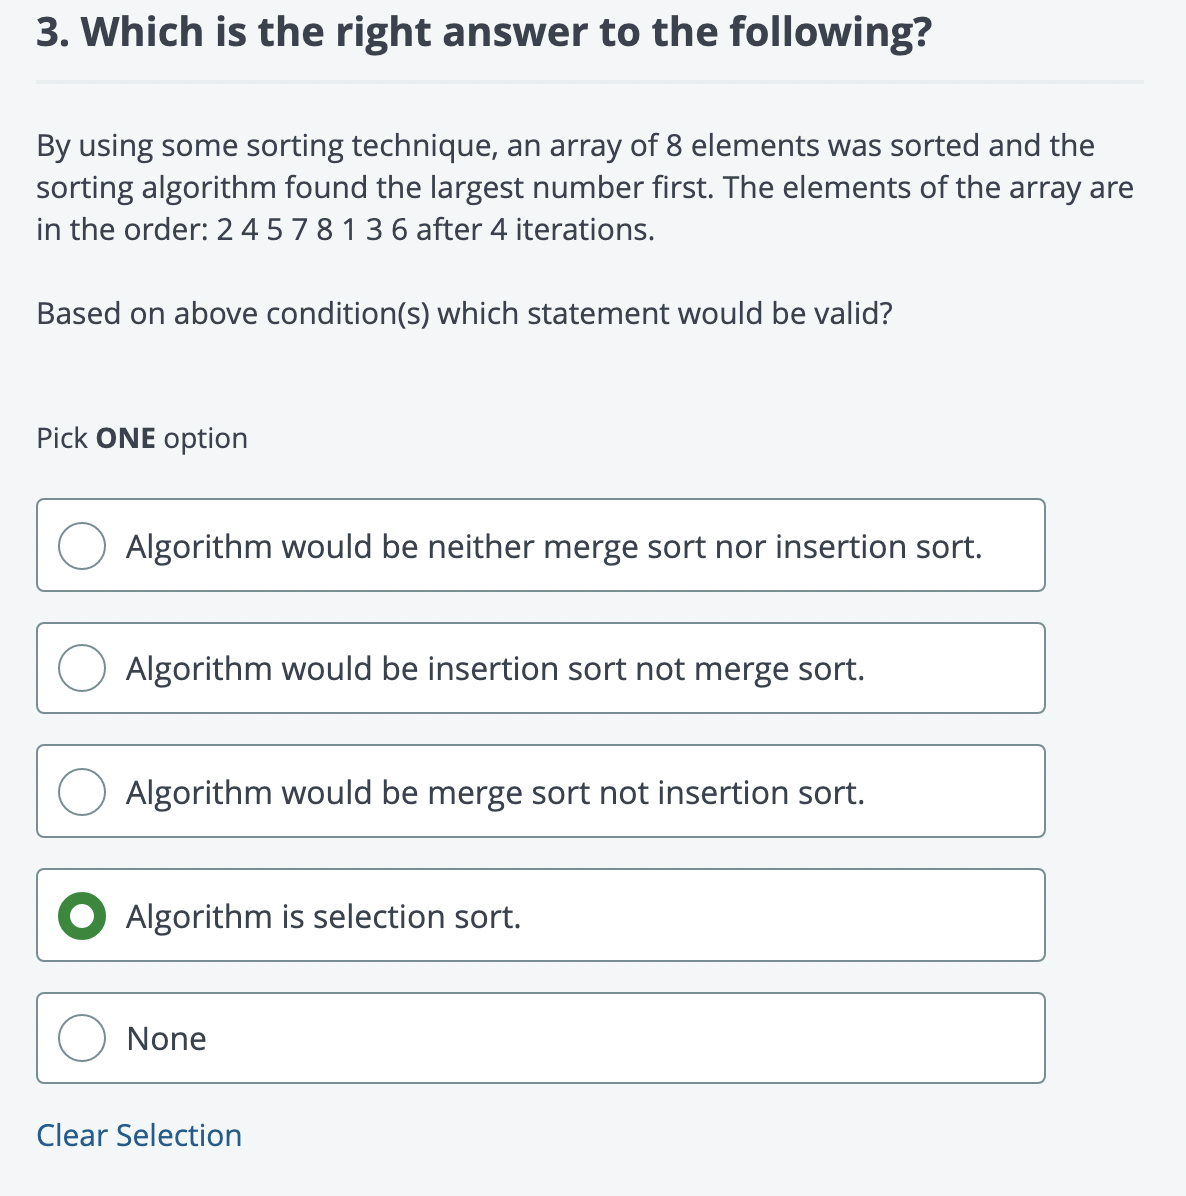 3. Which is the right answer to the following?
By using some sorting technique, an array of 8 elements was sorted and the
sorting algorithm found the largest number first. The elements of the array are
in the order: 2 4 5 7 8 1 3 6 after 4 iterations.
Based on above condition(s) which statement would be valid?
Pick ONE option
Algorithm would be neither merge sort nor insertion sort.
Algorithm would be insertion sort not merge sort.
Algorithm would be merge sort not insertion sort.
Algorithm is selection sort.
None
Clear Selection